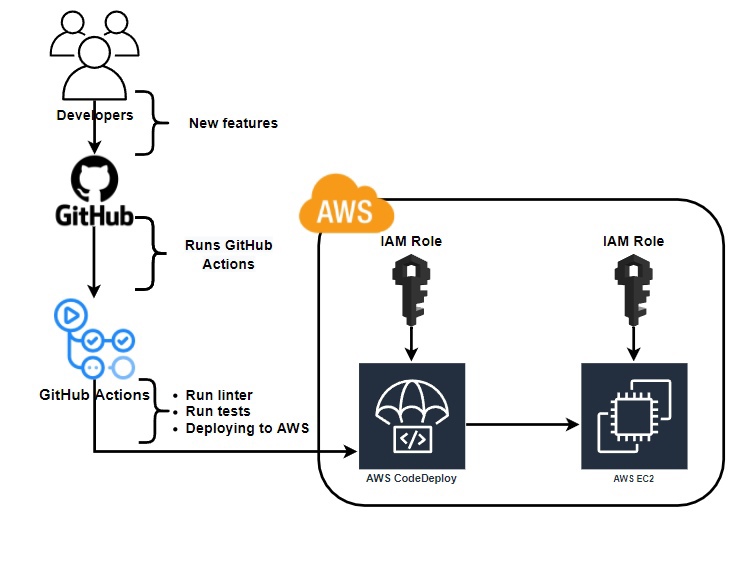 Developers
New features
GitHub
Runs GitHub
Actions
AWS
IAM Role
IAM Role
GitHub Actions
• Run linter
• Run tests
• Deploying to AWS
</>
AWS CodeDeploy
AWS EC2